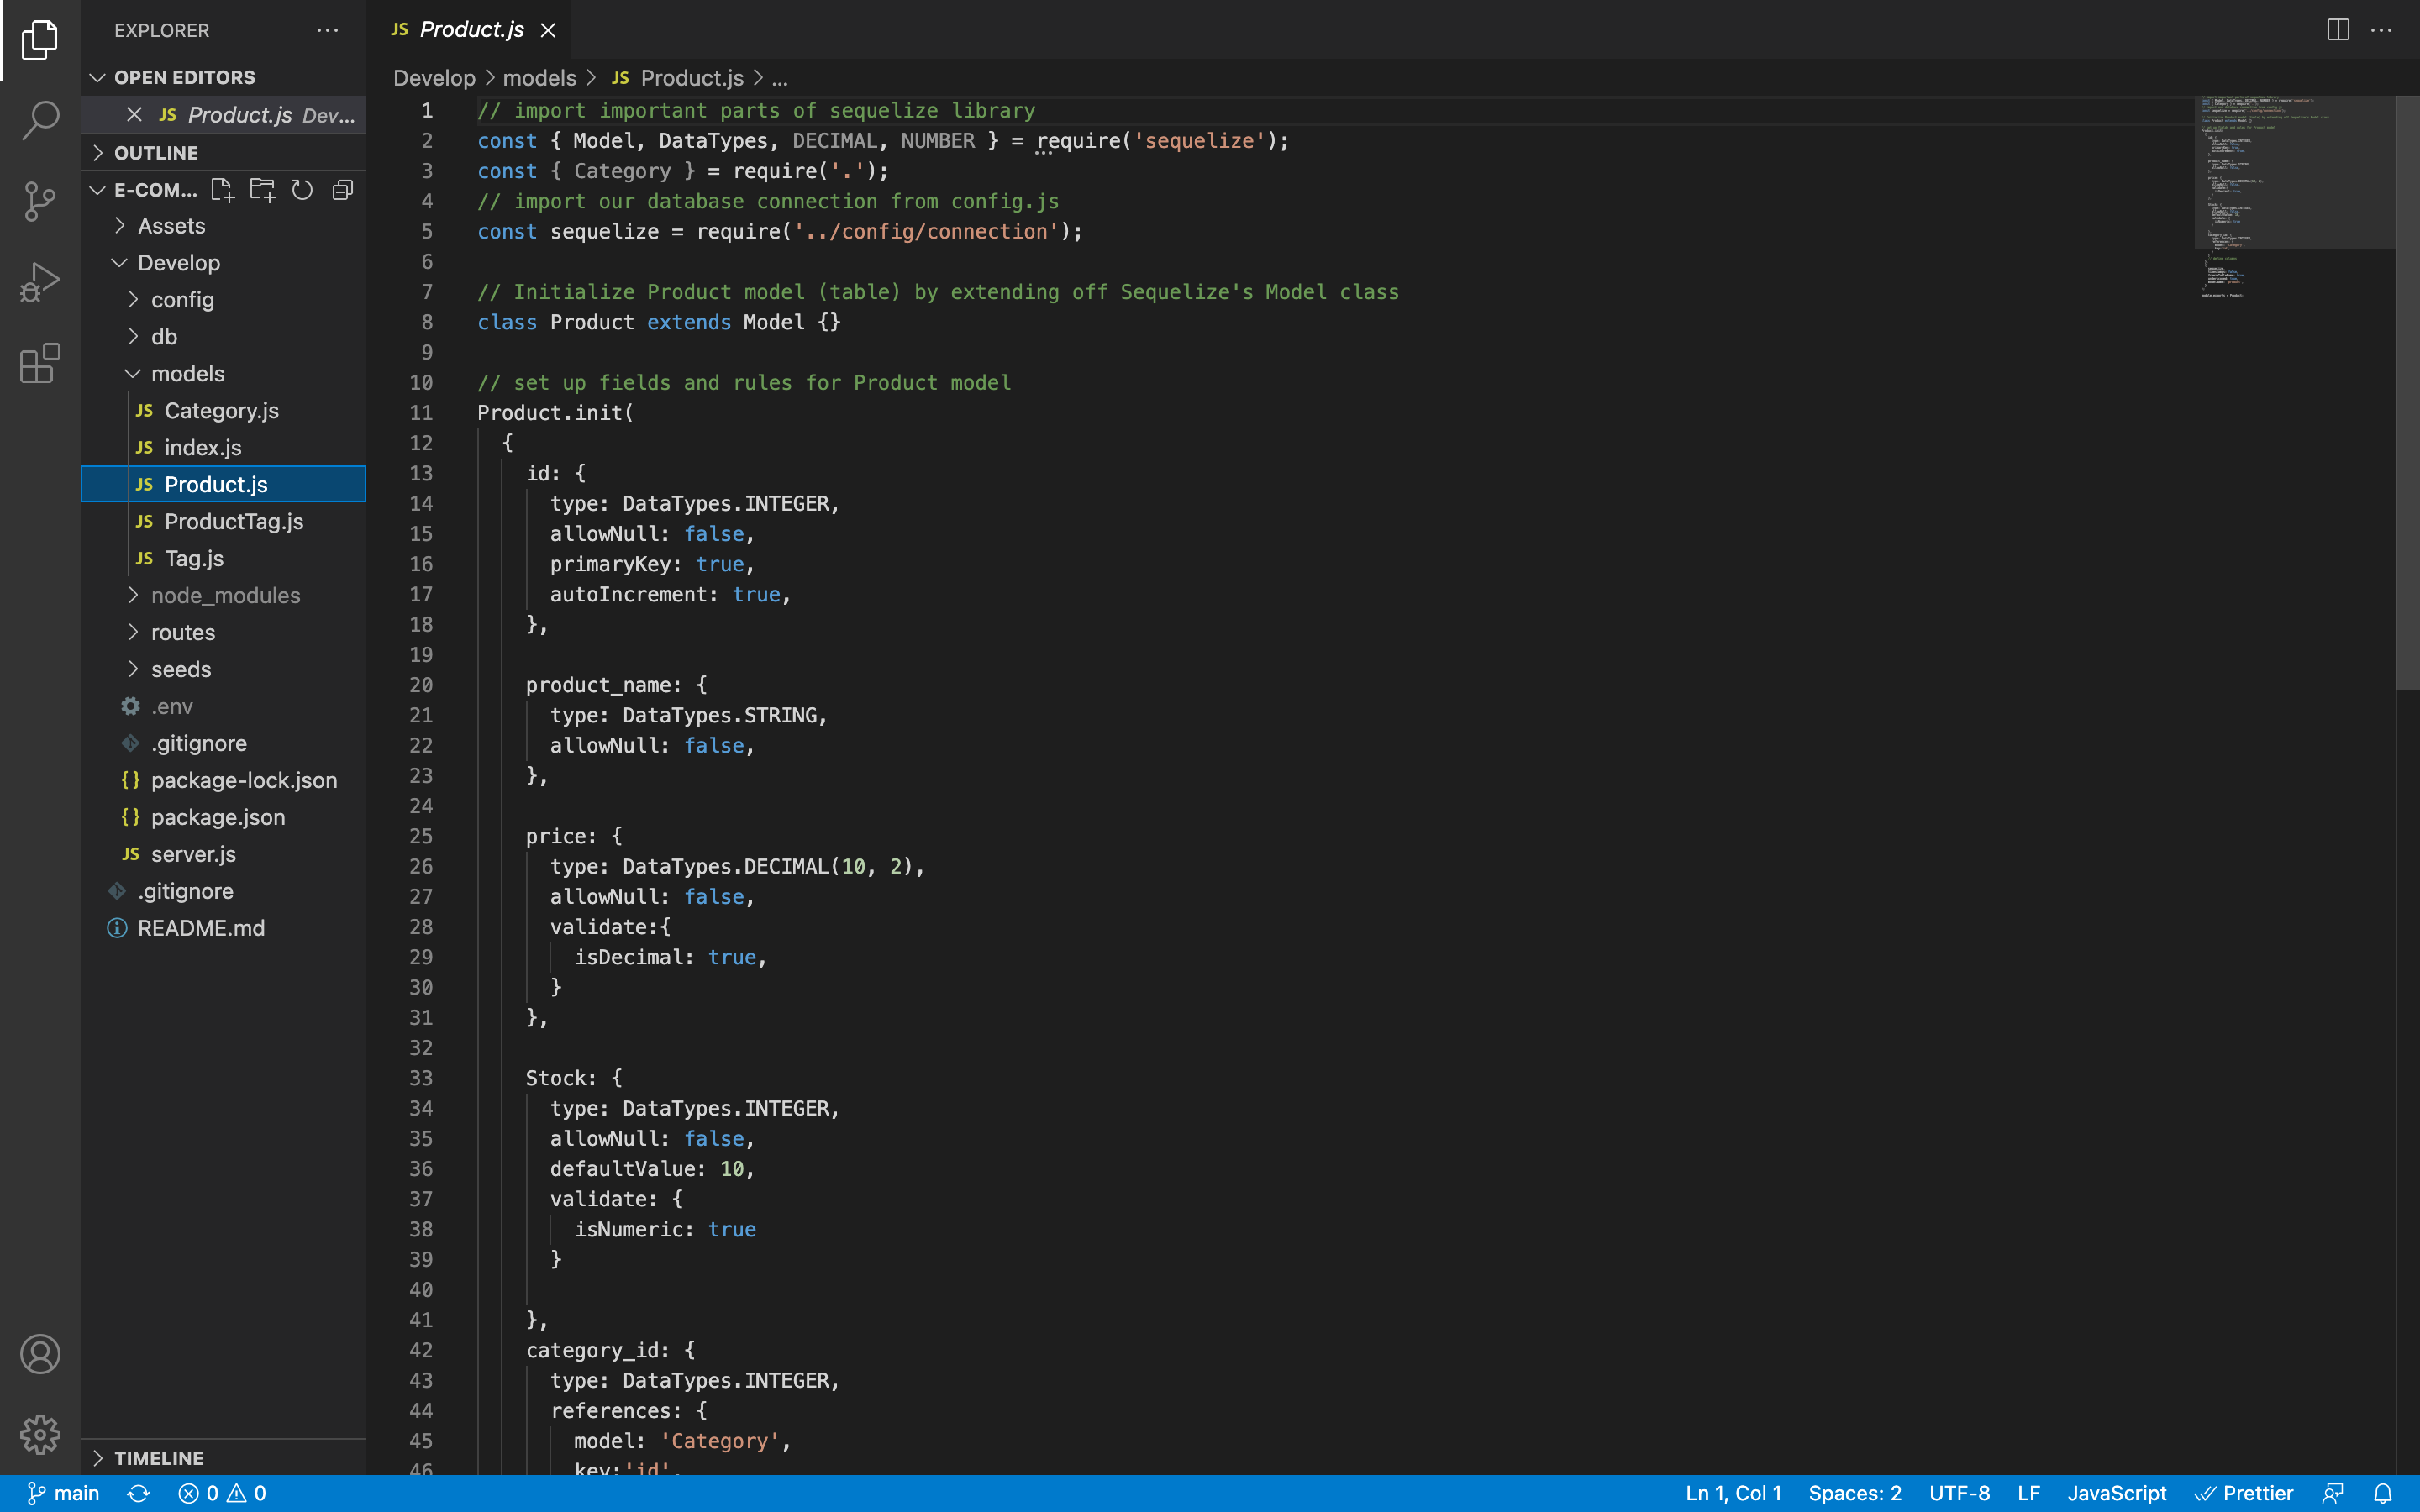 EXPLORER
OPEN EDITORS
JS Product.js Dev...
OUTLINE
E-COM...
Assets
Develop
config
db
models
JS Category.js
JS index.js
JS Product.js
JS ProductTag.js
JS Tag.js
node_modules
routes
seeds
.env
.gitignore
{} package-lock.json
{} package.json
JS server.js
.gitignore
README.md
TIMELINE
JS Product.js
Develop > models > JS Product.js > ...
1 // import important parts of sequelize library
2 const { Model, DataTypes, DECIMAL, NUMBER } = require('sequelize');
3 const { Category } = require('.');
4 // import our database connection from config.js
5 const sequelize = require('../config/connection');
6
7 // Initialize Product model (table) by extending off Sequelize's Model class
8 class Product extends Model {}
9
10 // set up fields and rules for Product model
11 Product.init(
12 {
13 id: {
14 type: DataTypes.INTEGER,
15 allowNull: false,
16 primaryKey: true,
17 autoIncrement: true,
18 },
19
20 product_name: {
21 type: DataTypes.STRING,
22 allowNull: false,
23 },
24
25 price: {
26 type: DataTypes.DECIMAL(10, 2),
27 allowNull: false,
28 validate:{
29 isDecimal: true,
30 }
31 },
32
33 Stock: {
34 type: DataTypes.INTEGER,
35 allowNull: false,
36 defaultValue: 10,
37 validate: {
38 isNumeric: true
39 }
40
41 },
42 category_id: {
43 type: DataTypes.INTEGER,
44 references: {
45 model: 'Category',
46 key:'id',
main 0 0 Ln 1, Col 1 Spaces: 2 UTF-8 LF JavaScript Prettier